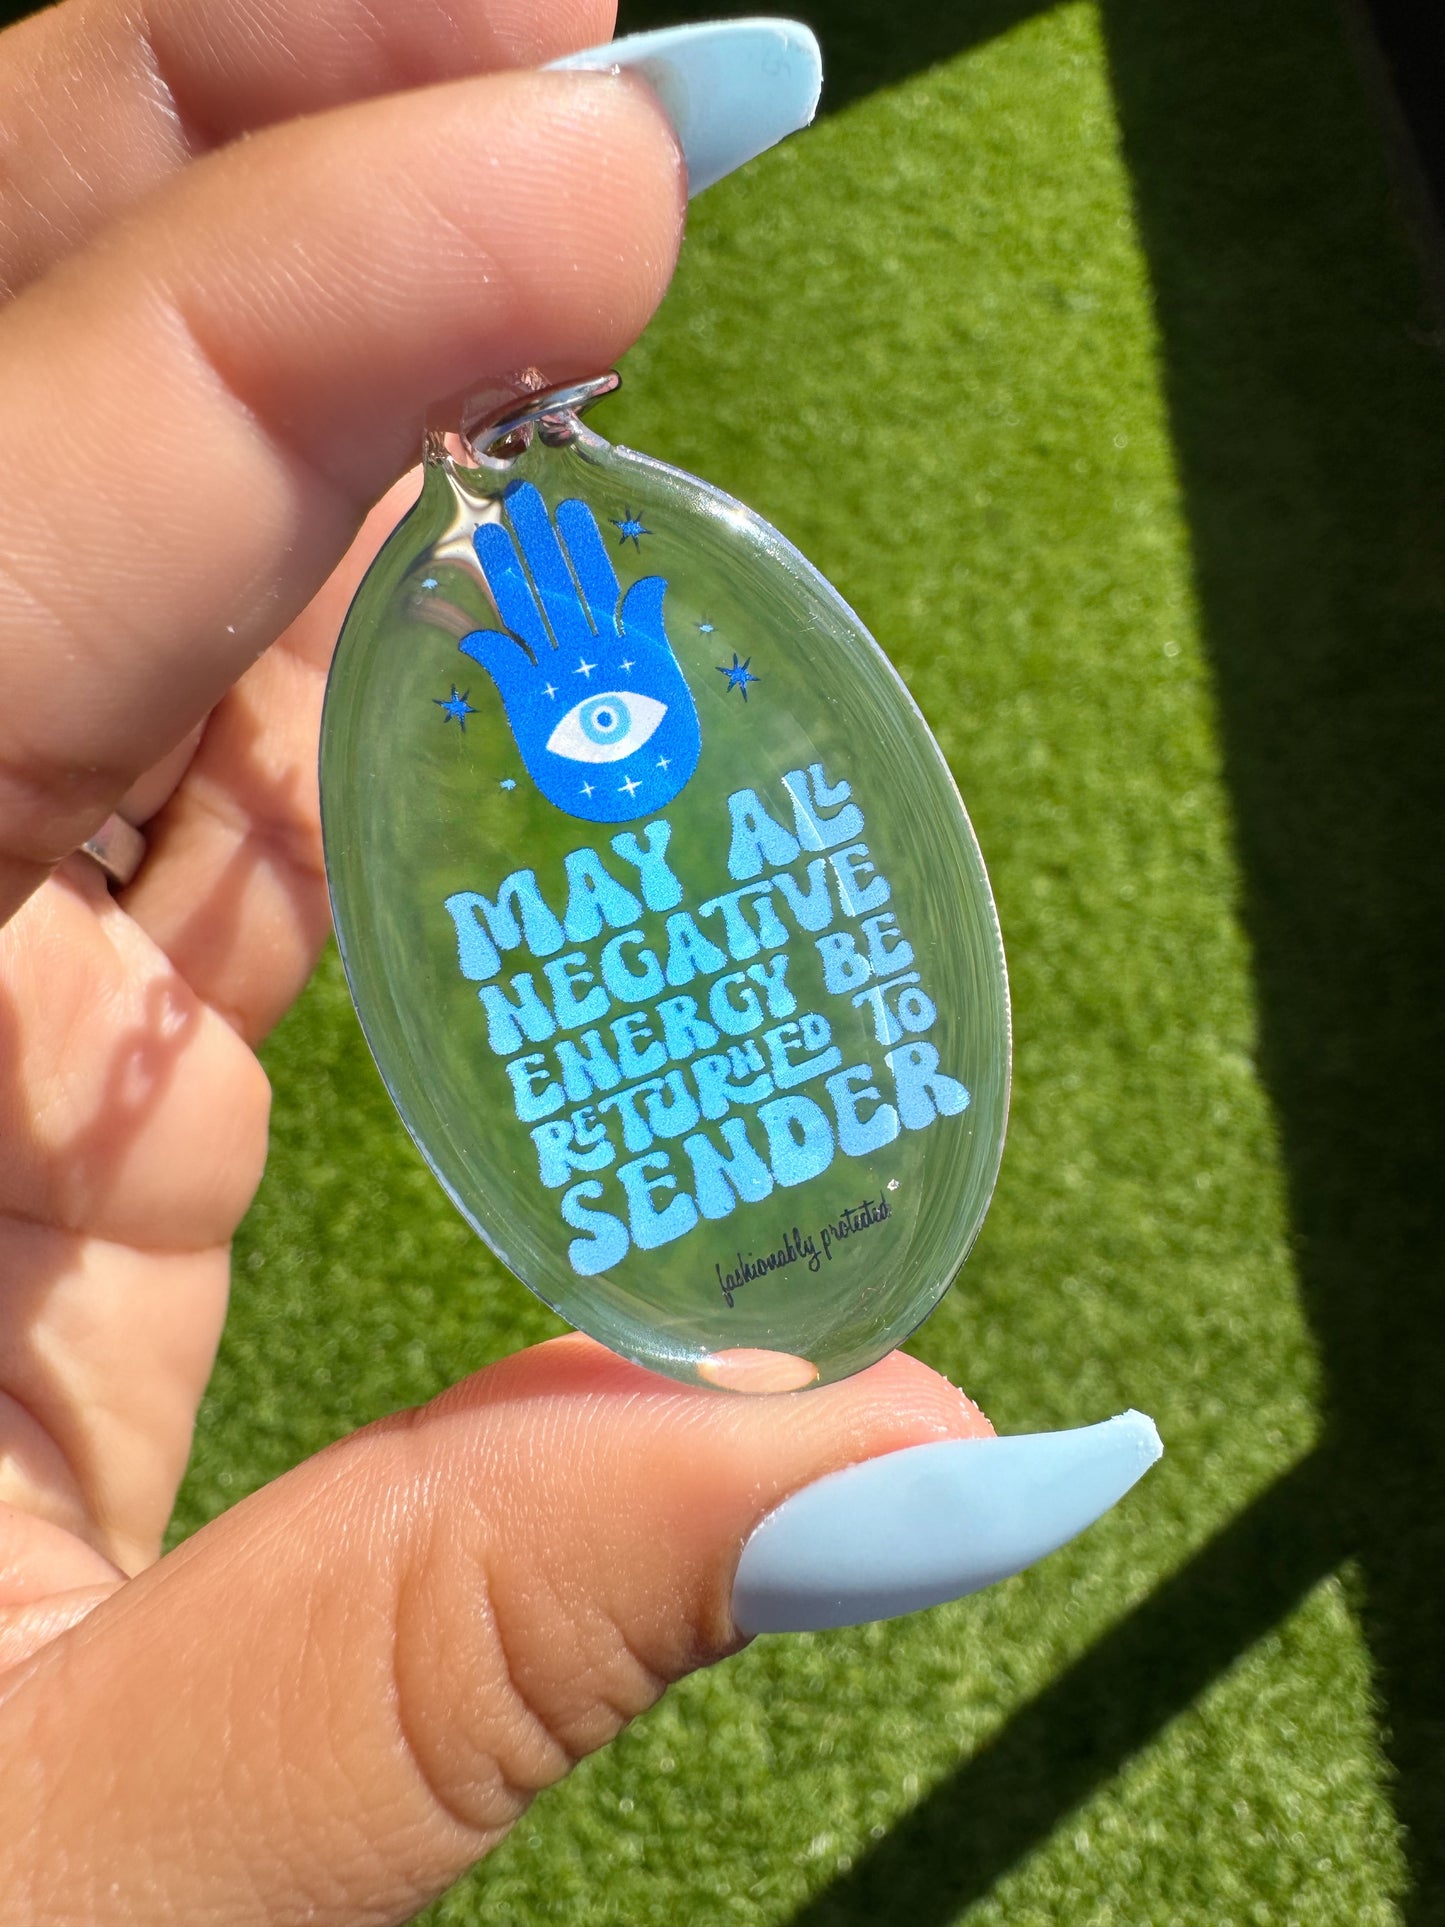 MAY ALL
NEGATIVE
ENERGY BE
RETURNED TO
SENDER
fashionably protected